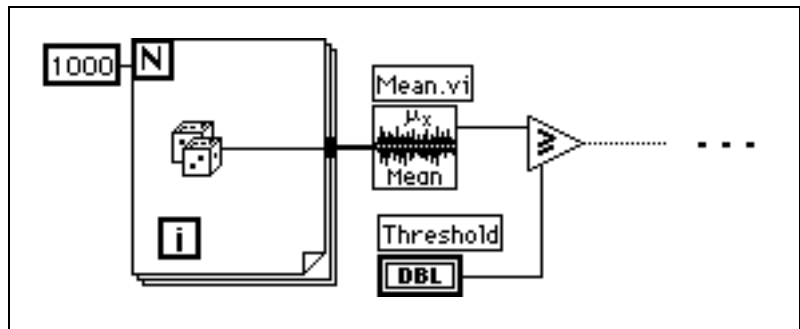 1000
N
i
Mean.vi
μx
Mean
Threshold
DBL
≥
...